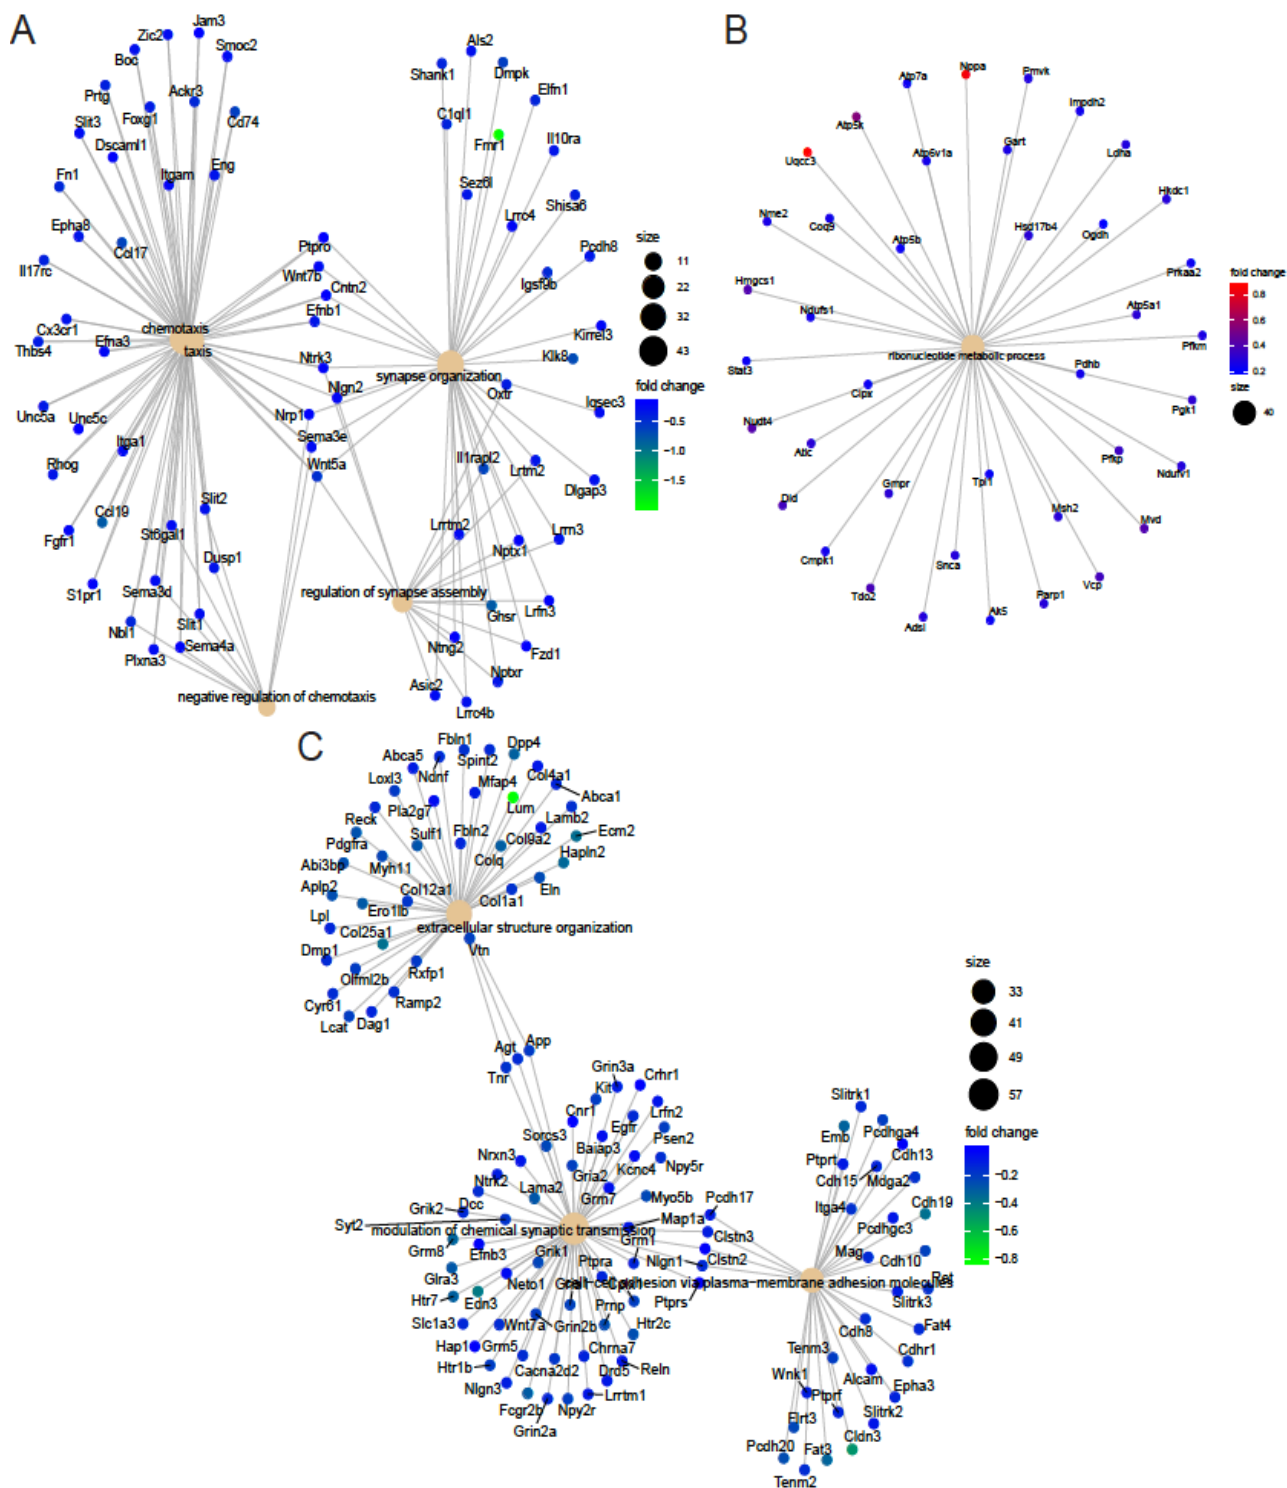 A
Jam3
Zic2
Boc
Smoc2
Prtg
Ackr3
Foxg1
Cd74
Slit3
Dscaml1
Fn1
Itgam
Eng
Epha8
Ccl17
Il17rc
Cx3cr1
Thbs4
Efna3
chemotaxis
taxis
Unc5a
Unc5c
Itga1
Rhog
Ccl19
Slit2
Fgfr1
St6gal1
Dusp1
S1pr1
Sema3d
Nbl1
Slit1
Plxna3
Sema4a
negative regulation of chemotaxis
Ptpro
Wnt7b
Cntn2
Efnb1
Ntrk3
Nlgn2
Nrp1
Sema3e
Wnt5a
Als2
Shank1
Dmpk
C1ql1
Elfn1
Fmr1
Il10ra
Sez6l
Shisa6
Lrrc4
Pcdh8
Igsf9b
Kirrel3
Klk8
synapse organization
Oxtr
Iqsec3
Il1rapl2
Lrtm2
Dlgap3
Lrrtm2
Nptx1
Lrrn3
regulation of synapse assembly
Ghsr
Lrfn3
Ntng2
Fzd1
Asic2
Nptxr
Lrrc4b
size
11
22
32
43
fold change
−0.5
−1.0
−1.5
B
Nppa
Atp7a
Pmvk
Impdh2
Atp5k
Gart
Ldha
Uqcc3
Atp6v1a
Hkdc1
Nme2
Coq9
Hsd17b4
Ogdh
Atp5b
Prkaa2
Hmgcs1
Ndufs1
Atp5a1
Pfkm
ribonucleotide metabolic process
Stat3
Pdhb
Clpx
Pgk1
Nudt4
Atic
Pfkp
Ndufv1
Dld
Gmpr
Tpi1
Msh2
Mvd
Cmpk1
Snca
Vcp
Tdo2
Parp1
Adsl
Ak5
fold change
0.8
0.6
0.4
0.2
size
40
C
Fbln1
Dpp4
Abca5
Ndnf
Spint2
Loxl3
Mfap4
Col4a1
Abca1
Pla2g7
Lum
Reck
Lamb2
Pdgfra
Sulf1
Fbln2
Col9a2
Ecm2
Abi3bp
Myh11
Colq
Hapln2
Aplp2
Col12a1
Eln
Ero1lb
Col1a1
Lpl
Col25a1
extracellular structure organization
Vtn
Dmp1
Olfml2b
Rxfp1
Cyr61
Ramp2
Lcat
Dag1
App
Agt
Tnr
Grin3a
Kit
Crhr1
Cnr1
Lrfn2
Egfr
Sorcs3
Baiap3
Psen2
Nrxn3
Gria2
Kcnc4
Npy5r
Ntrk2
Lama2
Grm7
Myo5b
Pcdh17
Grik2
Dcc
Syt2
Map1a
modulation of chemical synaptic transmission
Clstn3
Grm8
Efnb3
Grik1
Grm1
Ptpra
Nlgn1
Clstn2
Glra3
Neto1
cell−cell adhesion via plasma−membrane adhesion molecules
Htr7
Edn3
Prnp
Ptprs
Slc1a3
Wnt7a
Grin2b
Htr2c
Hap1
Grm5
Chrna7
Htr1b
Cacna2d2
Drd5
Reln
Nlgn3
Fcgr2b
Npy2r
Lrrtm1
Grin2a
Slitrk1
Emb
Pcdhga4
Ptprt
Cdh13
Cdh15
Mdga2
Itga4
Cdh19
Pcdhgc3
Mag
Cdh10
Ret
Slitrk3
Cdh8
Fat4
Tenm3
Cdhr1
Wnk1
Alcam
Ptprf
Epha3
Flrt3
Slitrk2
Pcdh20
Fat3
Cldn3
Tenm2
size
33
41
49
57
fold change
−0.2
−0.4
−0.6
−0.8